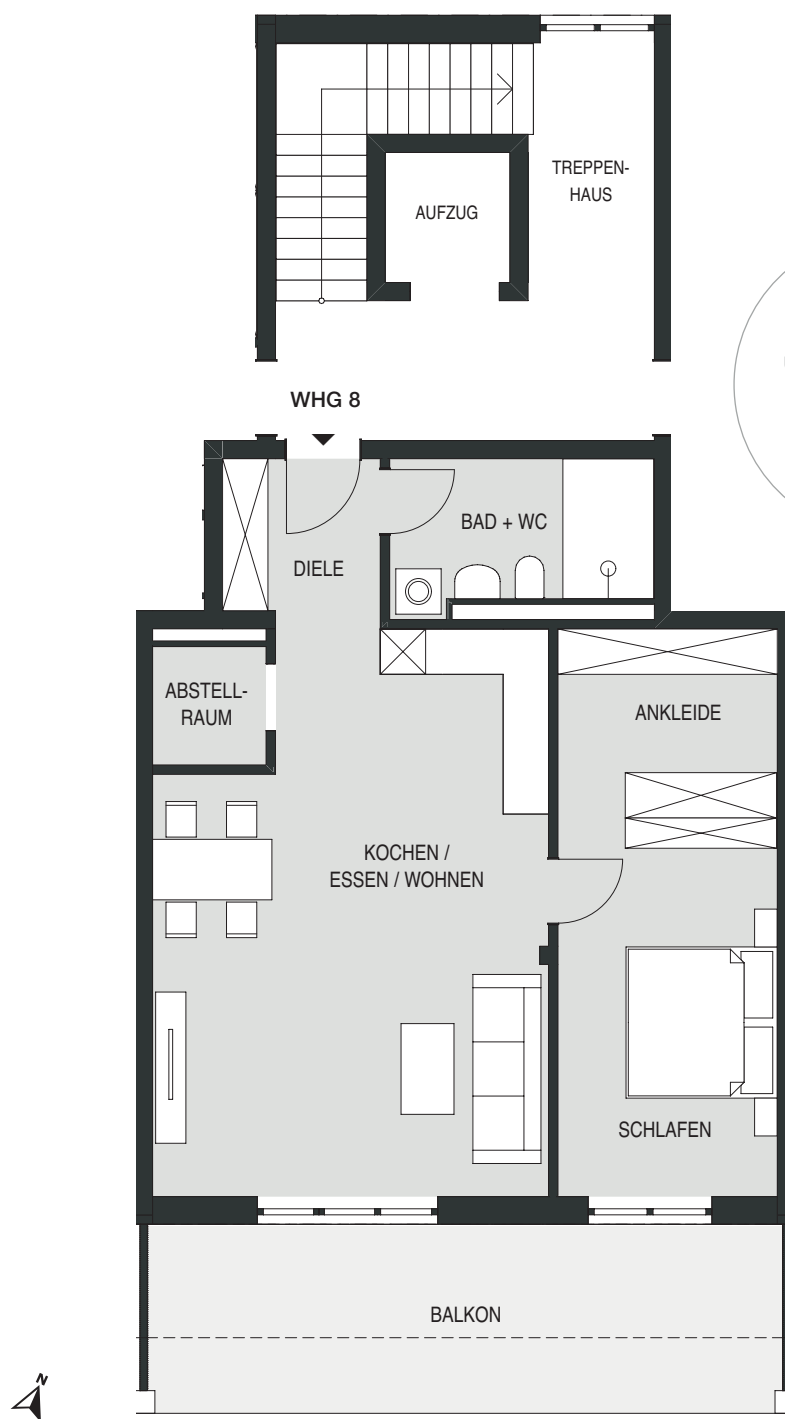 TREPPEN-
HAUS
AUFZUG
WHG 8
BAD + WC
DIELE
ABSTELL-
RAUM
ANKLEIDE
KOCHEN /
ESSEN / WOHNEN
SCHLAFEN
BALKON
N